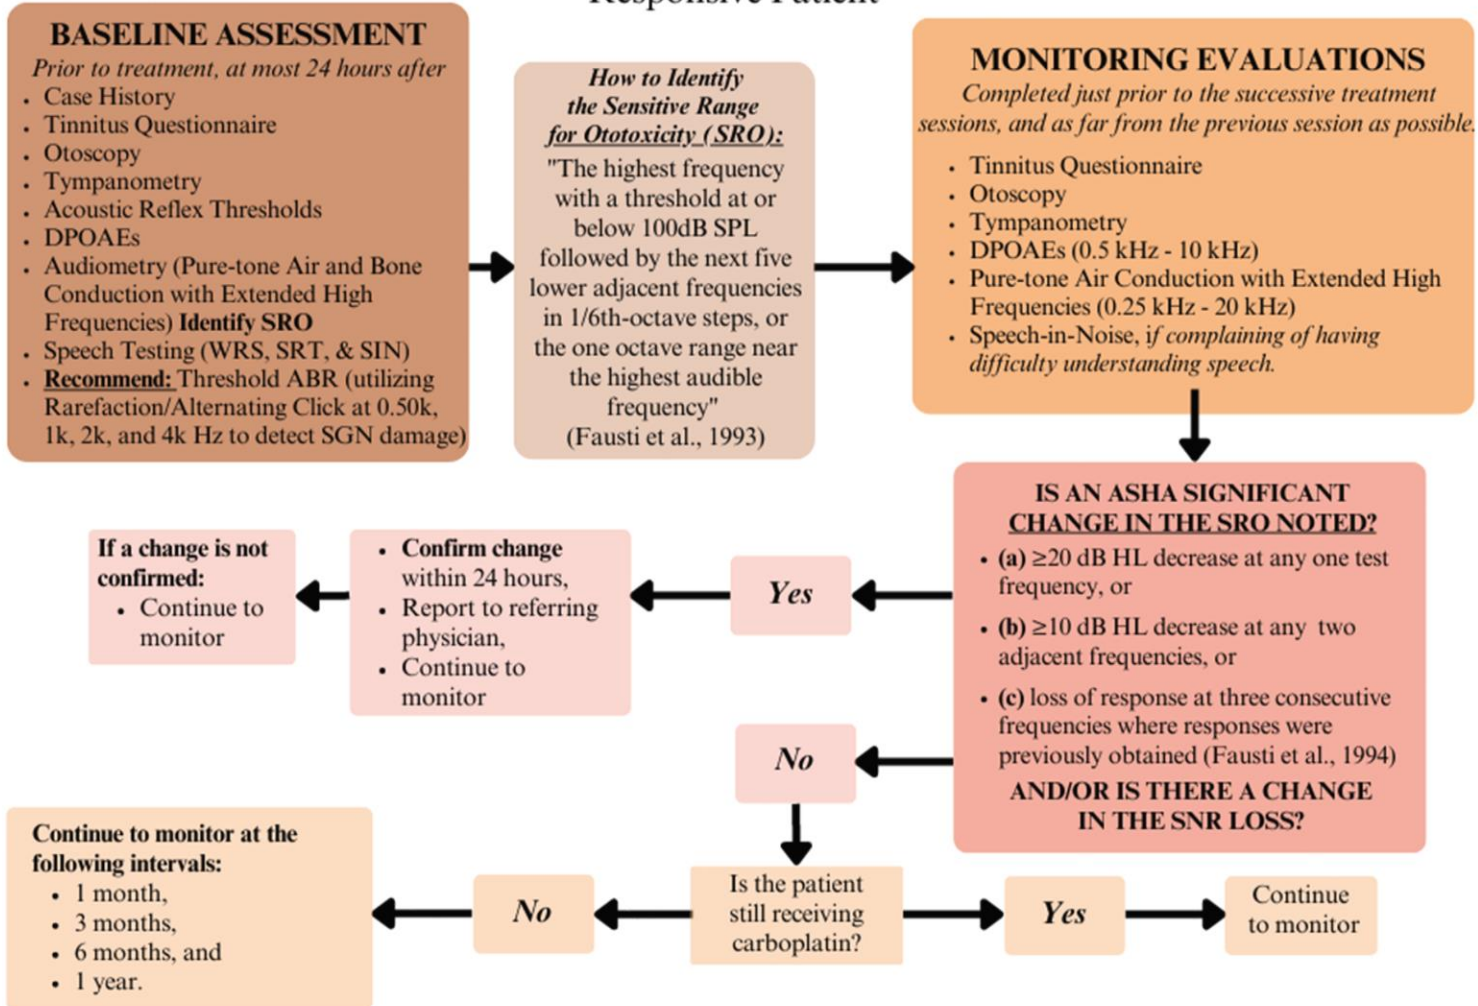 Responsive Patient
BASELINE ASSESSMENT
Prior to treatment, at most 24 hours after
• Case History
• Tinnitus Questionnaire
• Otoscopy
• Tympanometry
• Acoustic Reflex Thresholds
• DPOAEs
• Audiometry (Pure-tone Air and Bone
Conduction with Extended High
Frequencies) Identify SRO
• Speech Testing (WRS, SRT, & SIN)
• Recommend: Threshold ABR (utilizing
Rarefaction/Alternating Click at 0.50k,
1k, 2k, and 4k Hz to detect SGN damage)
How to Identify
the Sensitive Range
for Ototoxicity (SRO):
"The highest frequency
with a threshold at or
below 100dB SPL
followed by the next five
lower adjacent frequencies
in 1/6th-octave steps, or
the one octave range near
the highest audible
frequency"
(Fausti et al., 1993)
MONITORING EVALUATIONS
Completed just prior to the successive treatment
sessions, and as far from the previous session as possible.
• Tinnitus Questionnaire
• Otoscopy
• Tympanometry
• DPOAEs (0.5 kHz - 10 kHz)
• Pure-tone Air Conduction with Extended High
Frequencies (0.25 kHz - 20 kHz)
• Speech-in-Noise, if complaining of having
difficulty understanding speech.
IS AN ASHA SIGNIFICANT
CHANGE IN THE SRO NOTED?
• (a) ≥20 dB HL decrease at any one test
frequency, or
• (b) ≥10 dB HL decrease at any two
adjacent frequencies, or
• (c) loss of response at three consecutive
frequencies where responses were
previously obtained (Fausti et al., 1994)
AND/OR IS THERE A CHANGE
IN THE SNR LOSS?
Yes
• Confirm change
within 24 hours,
• Report to referring
physician,
• Continue to
monitor
If a change is not
confirmed:
• Continue to
monitor
No
Is the patient
still receiving
carboplatin?
Yes
Continue
to monitor
No
Continue to monitor at the
following intervals:
• 1 month,
• 3 months,
• 6 months, and
• 1 year.